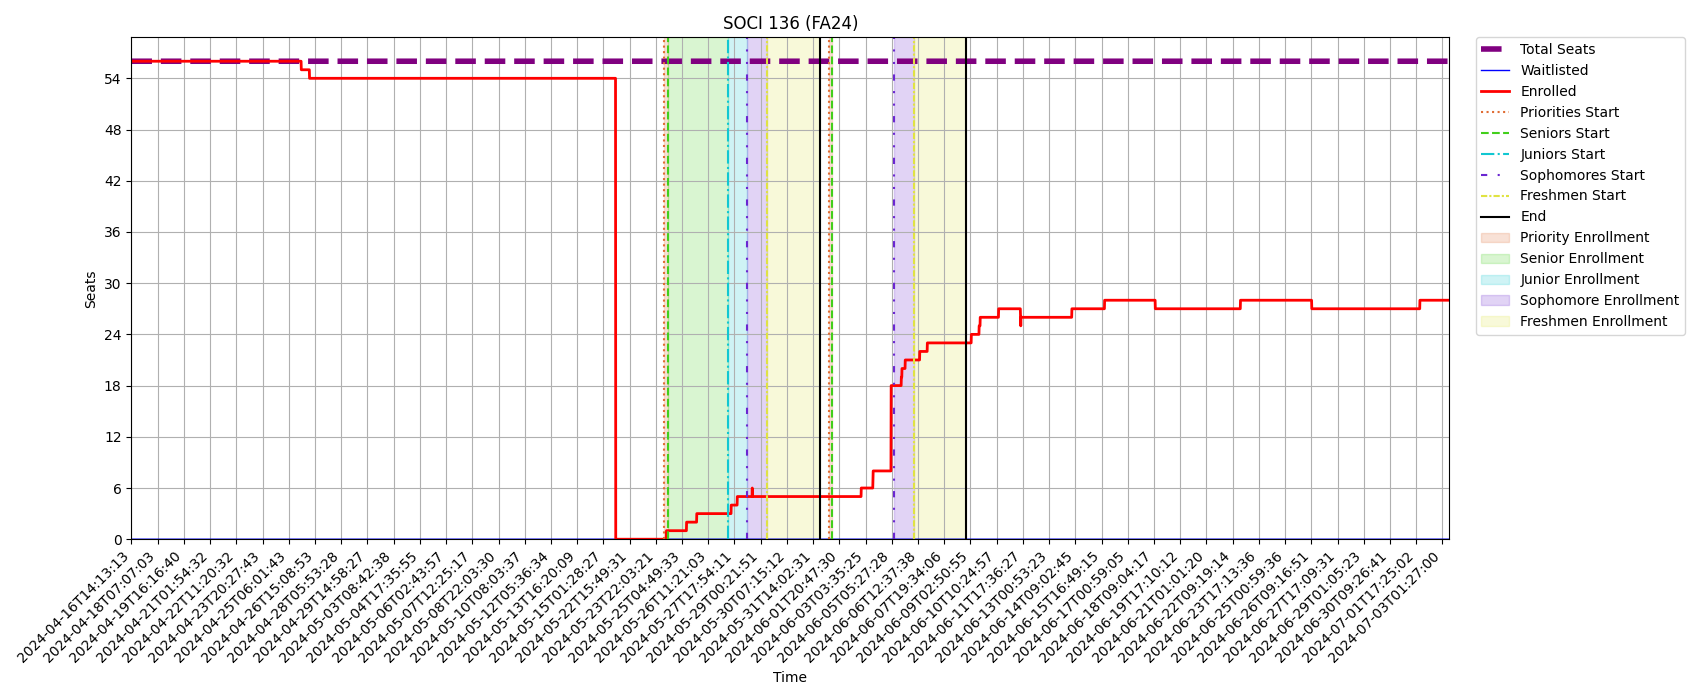 SOCI 136 (FA24)
Seats
54
48
42
36
30
24
18
12
6
0
2024-04-16T14:13:13
2024-04-18T07:07:03
2024-04-19T16:16:40
2024-04-21T01:54:32
2024-04-22T11:20:32
2024-04-23T20:27:43
2024-04-25T06:01:43
2024-04-26T15:08:53
2024-04-28T05:53:28
2024-04-29T14:58:27
2024-05-03T08:42:38
2024-05-04T17:35:55
2024-05-06T02:43:57
2024-05-07T12:25:17
2024-05-08T22:03:30
2024-05-10T08:03:37
2024-05-12T05:36:34
2024-05-13T16:20:09
2024-05-15T01:28:27
2024-05-22T15:49:31
2024-05-23T22:03:21
2024-05-25T04:49:33
2024-05-26T11:21:03
2024-05-27T17:54:11
2024-05-29T00:21:51
2024-05-30T07:15:12
2024-05-31T14:02:31
2024-06-01T20:47:30
2024-06-03T03:35:25
2024-06-05T05:27:28
2024-06-06T12:37:38
2024-06-07T19:34:06
2024-06-09T02:50:55
2024-06-10T10:24:57
2024-06-11T17:36:27
2024-06-13T00:53:23
2024-06-14T09:02:45
2024-06-15T16:49:15
2024-06-17T00:59:05
2024-06-18T09:04:17
2024-06-19T17:10:12
2024-06-21T01:01:20
2024-06-22T09:19:14
2024-06-23T17:13:36
2024-06-25T00:59:36
2024-06-26T09:16:51
2024-06-27T17:09:31
2024-06-29T01:05:23
2024-06-30T09:26:41
2024-07-01T17:25:02
2024-07-03T01:27:00
Time
Total Seats
Waitlisted
Enrolled
Priorities Start
Seniors Start
Juniors Start
Sophomores Start
Freshmen Start
End
Priority Enrollment
Senior Enrollment
Junior Enrollment
Sophomore Enrollment
Freshmen Enrollment